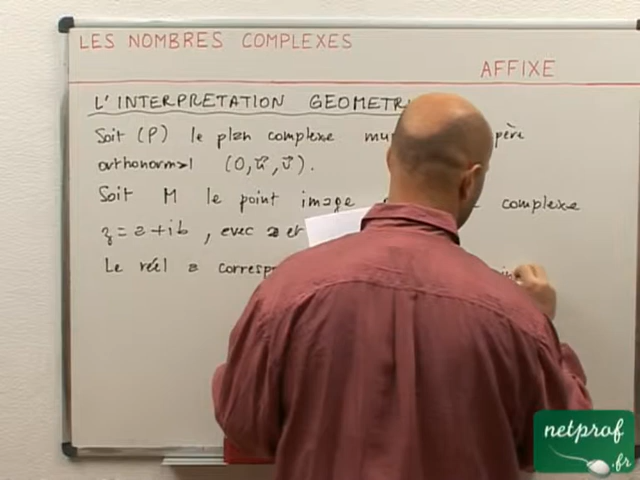 LES NOMBRES COMPLEXES
AFFIXE
L'INTERPRETATION GEOMETR
Soit (P) le plan complexe mu père
orthonormal (O, u⃗, v⃗).
Soit M le point image complexe
z = a + ib, avec a et
Le réel a corresp
netprof
.fr